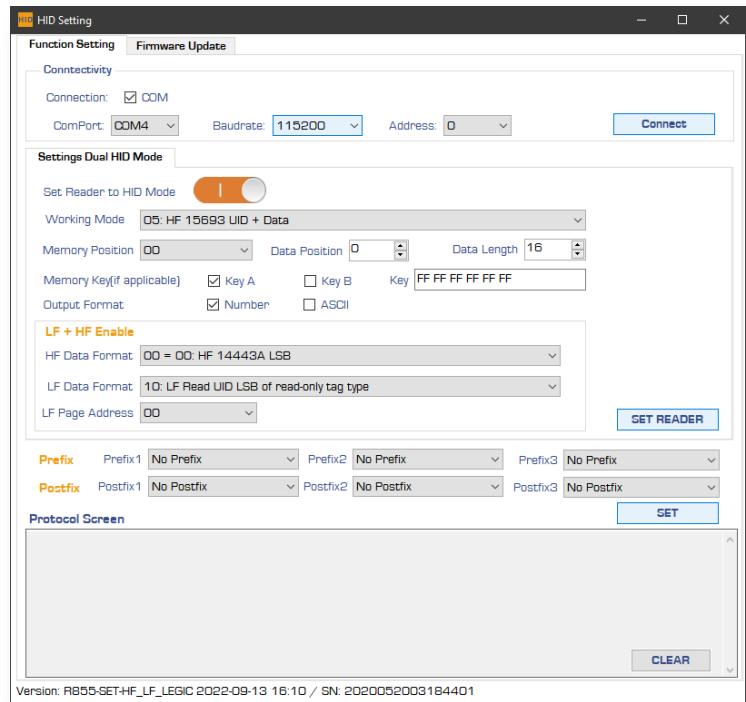 HID HID Setting
Function Setting Firmware Update
Conntectivity
Connection: COM
ComPort: COM4 Baudrate: 115200 Address: 0 Connect
Settings Dual HID Mode
Set Reader to HID Mode
Working Mode 05: HF 15693 UID + Data
Memory Position 00 Data Position 0 Data Length 16
Memory Key(if applicable) Key A Key B Key FF FF FF FF FF FF
Output Format Number ASCII
LF + HF Enable
HF Data Format 00 = 00: HF 14443A LSB
LF Data Format 10: LF Read UID LSB of read-only tag type
LF Page Address 00 SET READER
Prefix Prefix1 No Prefix Prefix2 No Prefix Prefix3 No Prefix
Postfix Postfix1 No Postfix Postfix2 No Postfix Postfix3 No Postfix
SET
Protocol Screen
CLEAR
Version: R855-SET-HF_LF_LEGIC 2022-09-13 16:10 / SN: 2020052003184401